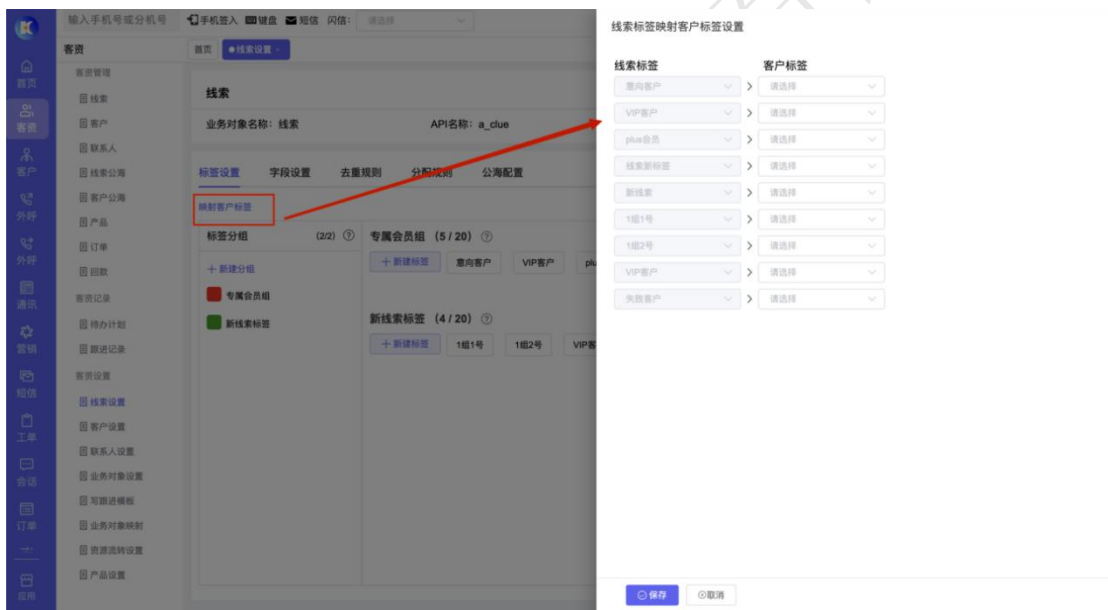 输入手机号或分机号
手机签入 键盘 短信 闪信： 请选择
客资
首页 线索设置
首页
客资
客户
外呼
外呼
通讯
营销
短信
工单
会话
订单
应用
客资管理
线索
客户
联系人
线索公海
客户公海
产品
订单
回款
客资记录
待办计划
跟进记录
客资设置
线索设置
客户设置
联系人设置
业务对象设置
写跟进模板
业务对象映射
资源流转设置
产品设置
线索
业务对象名称：线索 API名称：a_clue
标签设置 字段设置 去重规则 分配规则 公海配置
映射客户标签
标签分组 (2/2)
+ 新建分组
专属会员组
新线索标签
专属会员组 (5 / 20)
+ 新建标签 意向客户 VIP客户 plu
新线索标签 (4 / 20)
+ 新建标签 1组1号 1组2号 VIP客
线索标签映射客户标签设置
线索标签 客户标签
意向客户 > 请选择
VIP客户 > 请选择
plus会员 > 请选择
线索新标签 > 请选择
新线索 > 请选择
1组1号 > 请选择
1组2号 > 请选择
VIP客户 > 请选择
失败客户 > 请选择
保存 取消